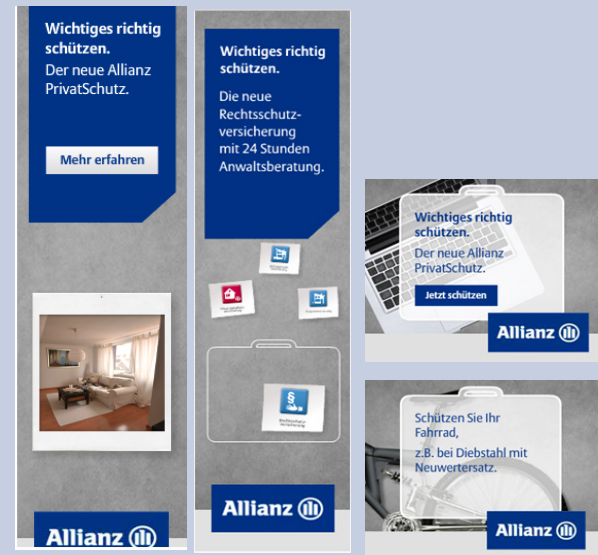 Wichtiges richtig
schützen.
Der neue Allianz
PrivatSchutz.
Mehr erfahren
Allianz
Wichtiges richtig
schützen.
Die neue
Rechtsschutz-
versicherung
mit 24 Stunden
Anwaltsberatung.
§
Allianz
Wichtiges richtig
schützen.
Der neue Allianz
PrivatSchutz.
Jetzt schützen
Allianz
Schützen Sie Ihr
Fahrrad,
z.B. bei Diebstahl mit
Neuwertersatz.
Allianz